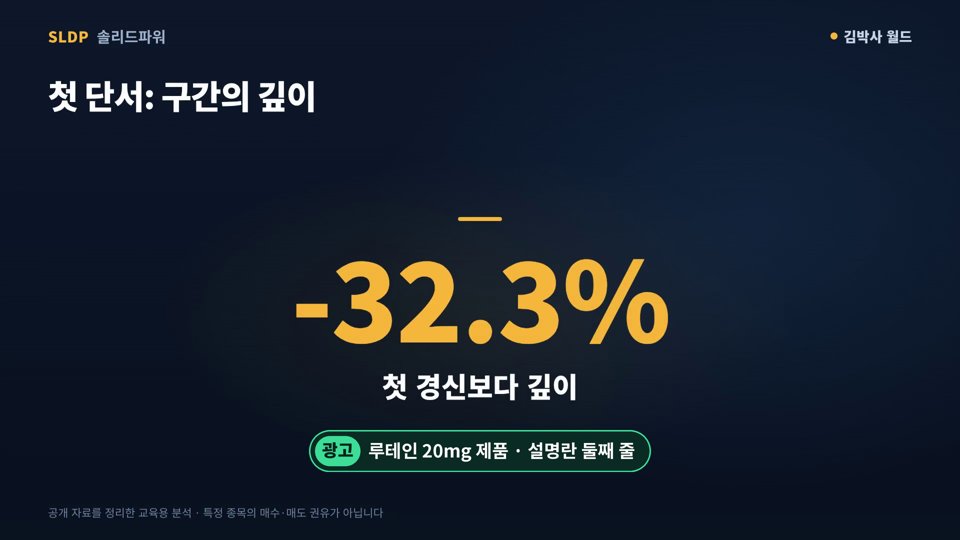 SLDP 솔리드파워
김박사 월드
첫 단서: 구간의 깊이
-32.3%
첫 경신보다 깊이
광고 루테인 20mg 제품 · 설명란 둘째 줄
공개 자료를 정리한 교육용 분석 · 특정 종목의 매수·매도 권유가 아닙니다